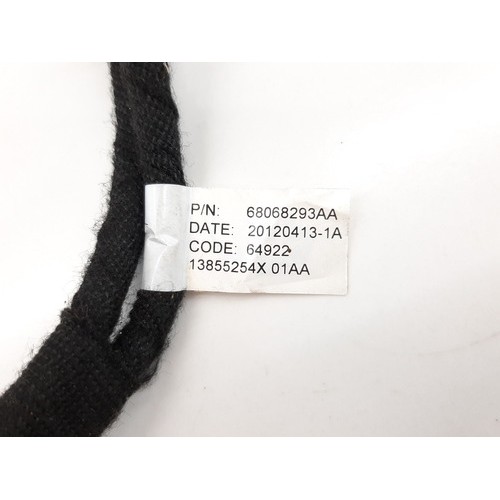 P/N: 68068293AA
DATE: 20120413-1A
CODE: 64922
13855254X 01AA